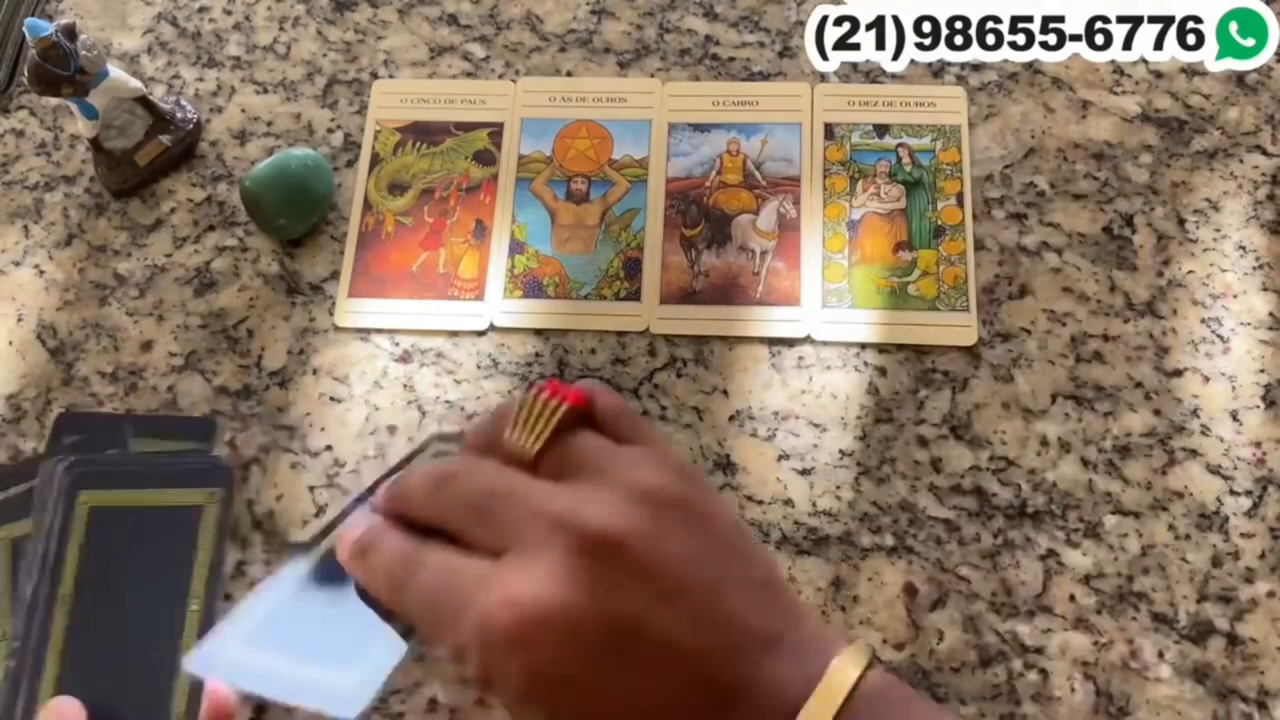 (21)98655-6776
O CINCO DE PAUS
O ÁS DE OUROS
O CARRO
O DEZ DE OUROS